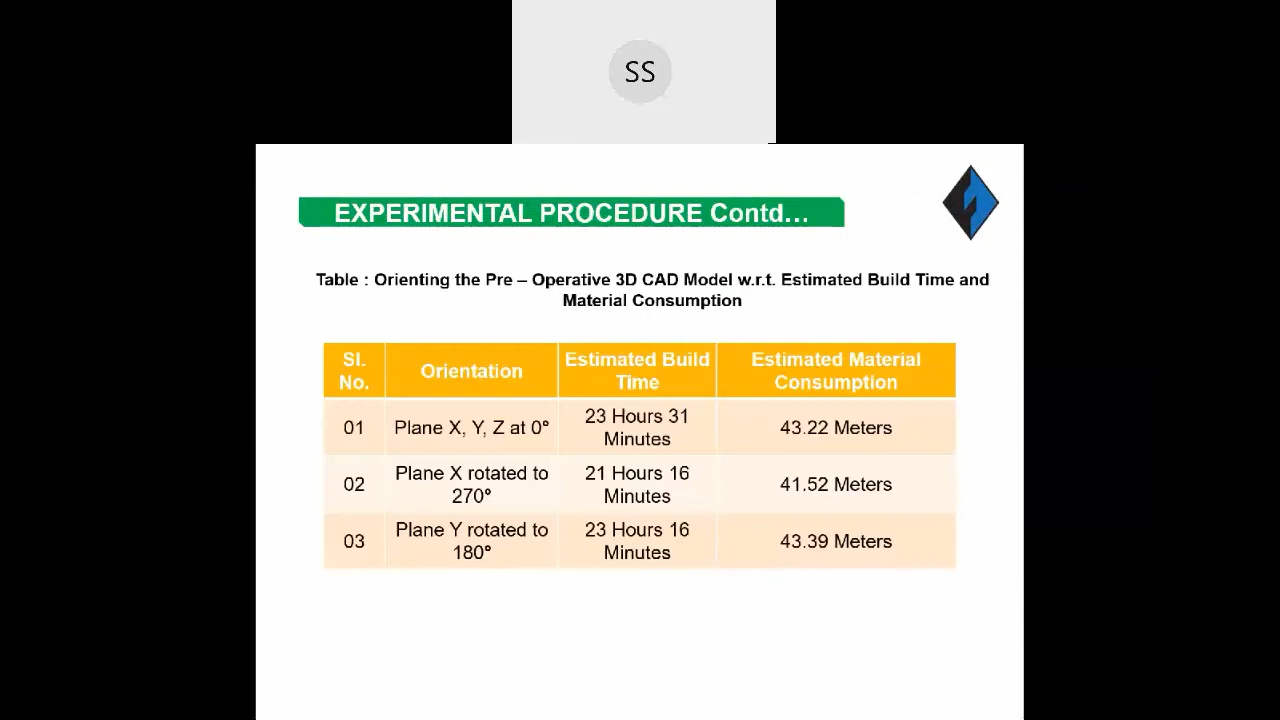 SS
EXPERIMENTAL PROCEDURE Contd...
Table : Orienting the Pre – Operative 3D CAD Model w.r.t. Estimated Build Time and
Material Consumption
Sl. No.
Orientation
Estimated Build Time
Estimated Material Consumption
01
Plane X, Y, Z at 0°
23 Hours 31 Minutes
43.22 Meters
02
Plane X rotated to 270°
21 Hours 16 Minutes
41.52 Meters
03
Plane Y rotated to 180°
23 Hours 16 Minutes
43.39 Meters